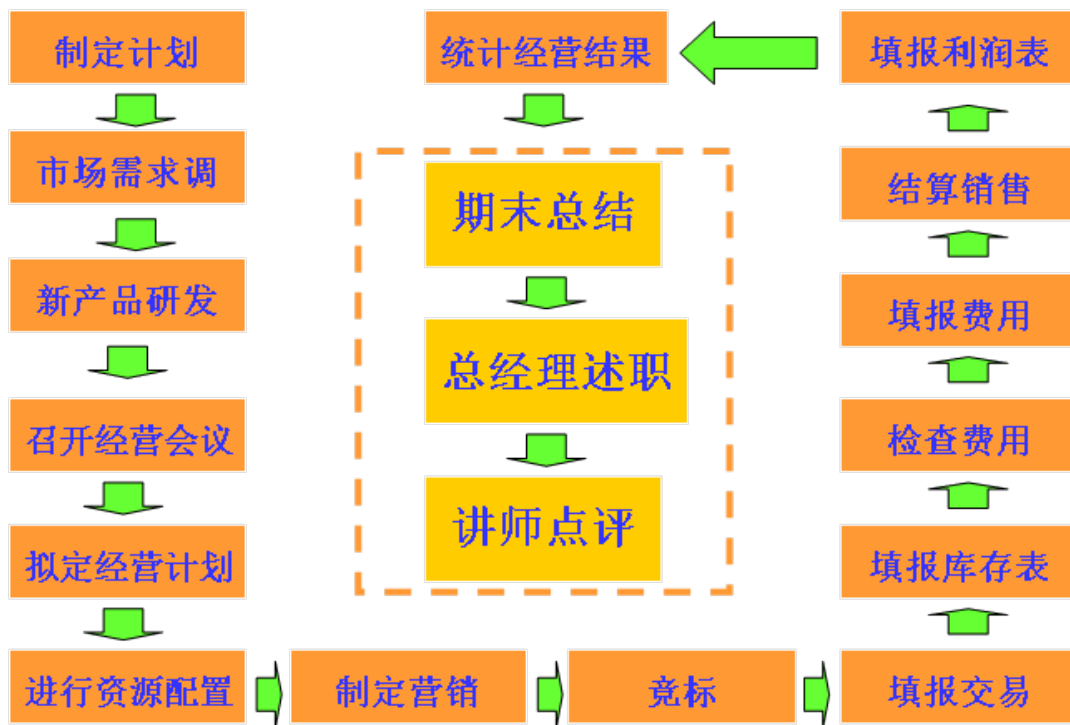 制定计划
市场需求调
新产品研发
召开经营会议
拟定经营计划
进行资源配置
制定营销
竞标
填报交易
填报库存表
检查费用
填报费用
结算销售
填报利润表
统计经营结果
期末总结
总经理述职
讲师点评